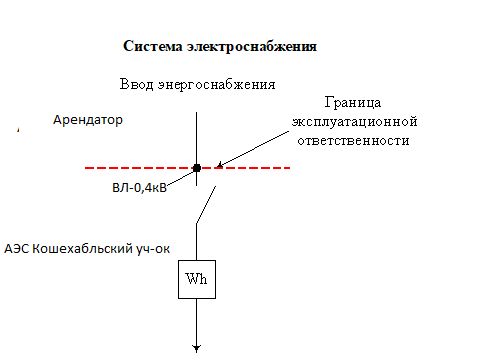 Система электроснабжения
Ввод энергоснабжения
Граница
эксплуатационной
ответственности
Арендатор
ВЛ-0,4кВ
АЭС Кошехабльский уч-ок
Wh